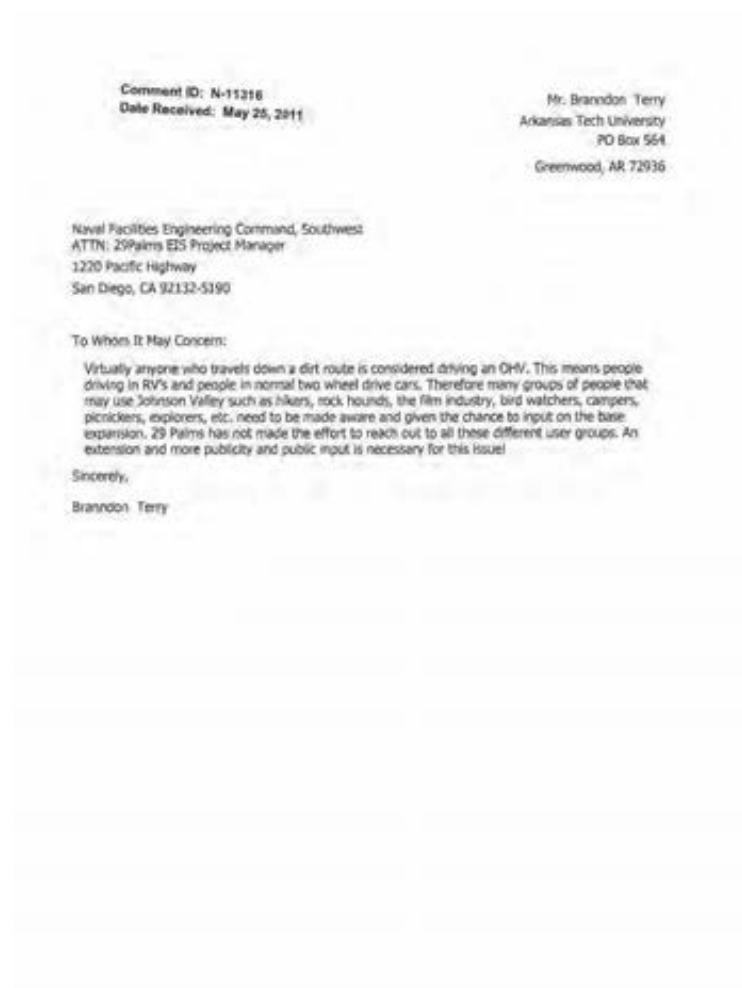 Comment ID: N-11316
Date Received: May 25, 2011
Mr. Branndon Terry
Arkansas Tech University
PO Box 564
Greenwood, AR 72936
Naval Facilities Engineering Command, Southwest
ATTN: 29Palms EIS Project Manager
1220 Pacific Highway
San Diego, CA 92132-5190
To Whom It May Concern:
Virtually anyone who travels down a dirt route is considered driving an OHV. This means people
driving in RV's and people in normal two wheel drive cars. Therefore many groups of people that
may use Johnson Valley such as hikers, rock hounds, the film industry, bird watchers, campers,
picnickers, explorers, etc. need to be made aware and given the chance to input on the base
expansion. 29 Palms has not made the effort to reach out to all these different user groups. An
extension and more publicity and public input is necessary for this issue!
Sincerely,
Branndon Terry